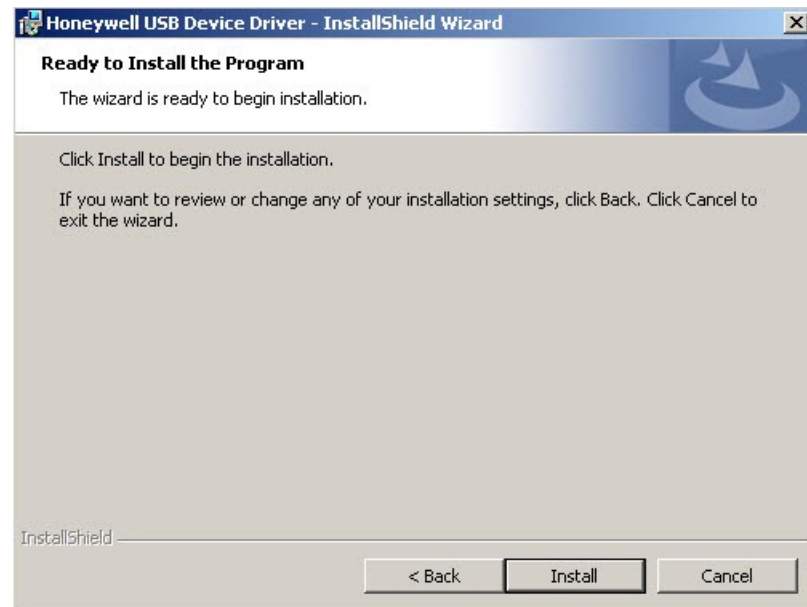 Honeywell USB Device Driver - InstallShield Wizard
Ready to Install the Program
The wizard is ready to begin installation.
Click Install to begin the installation.
If you want to review or change any of your installation settings, click Back. Click Cancel to
exit the wizard.
InstallShield
< Back
Install
Cancel